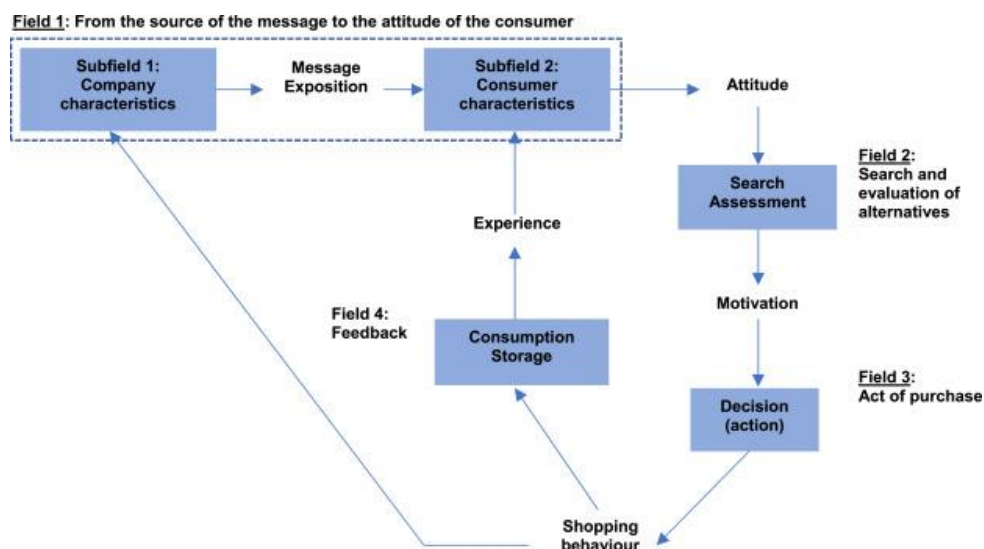 Field 1: From the source of the message to the attitude of the consumer
Subfield 1:
Company
characteristics
Message
Exposition
Subfield 2:
Consumer
characteristics
Attitude
Field 2:
Search and
evaluation of
alternatives
Search
Assessment
Experience
Motivation
Field 4:
Feedback
Consumption
Storage
Field 3:
Act of purchase
Decision
(action)
Shopping
behaviour